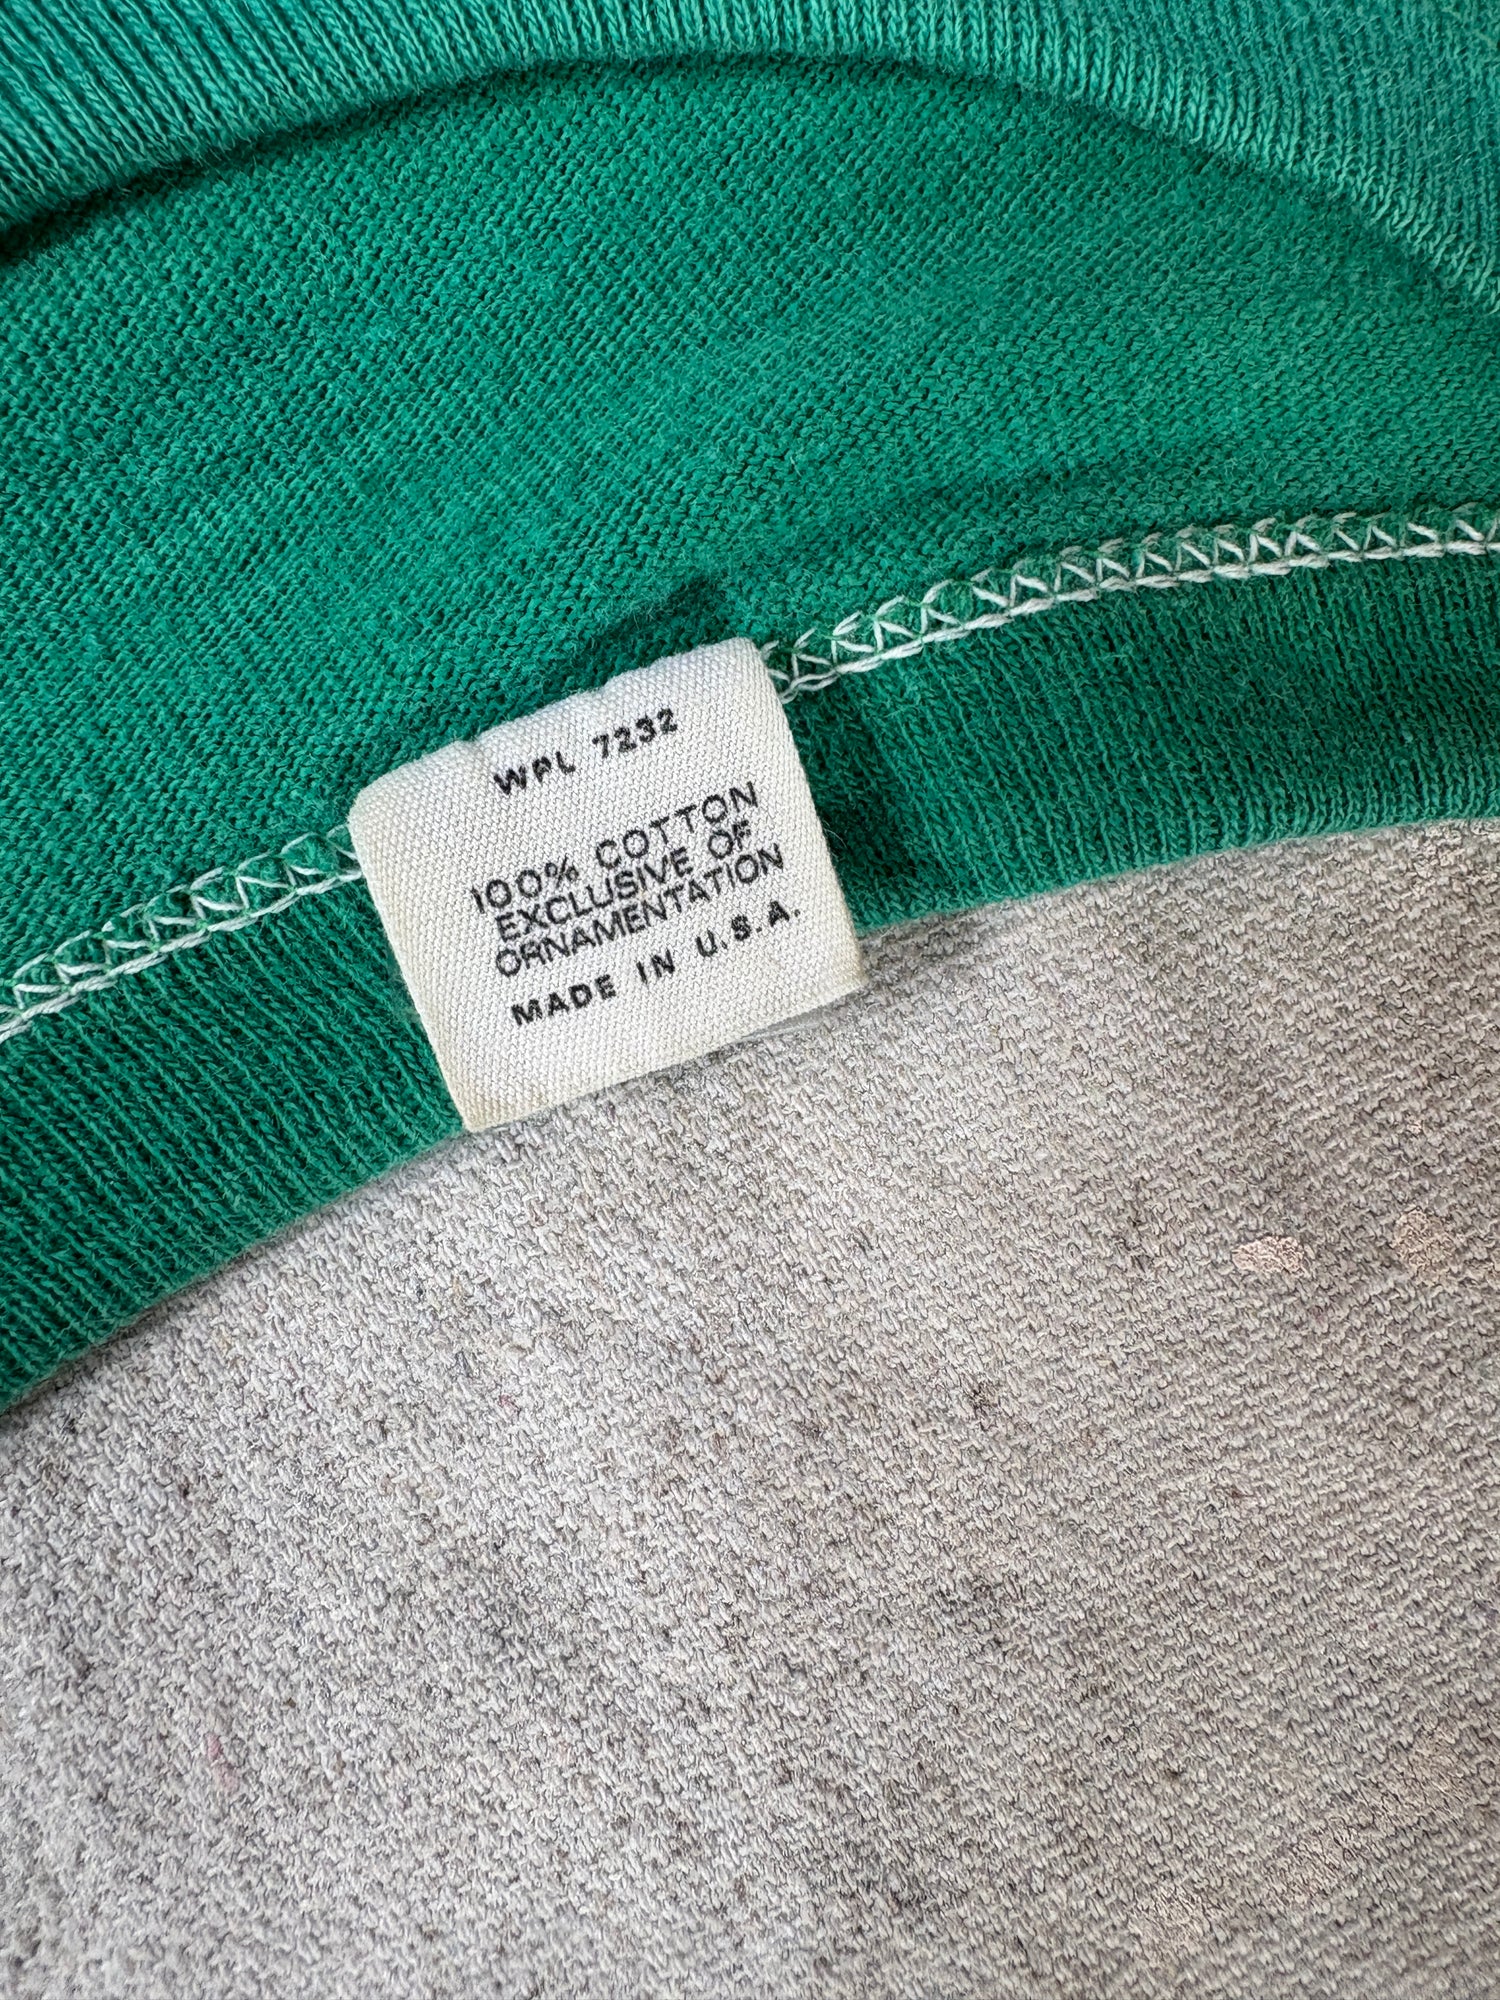 WPL 7232
100% COTTON
EXCLUSIVE OF
ORNAMENTATION
MADE IN U.S.A.